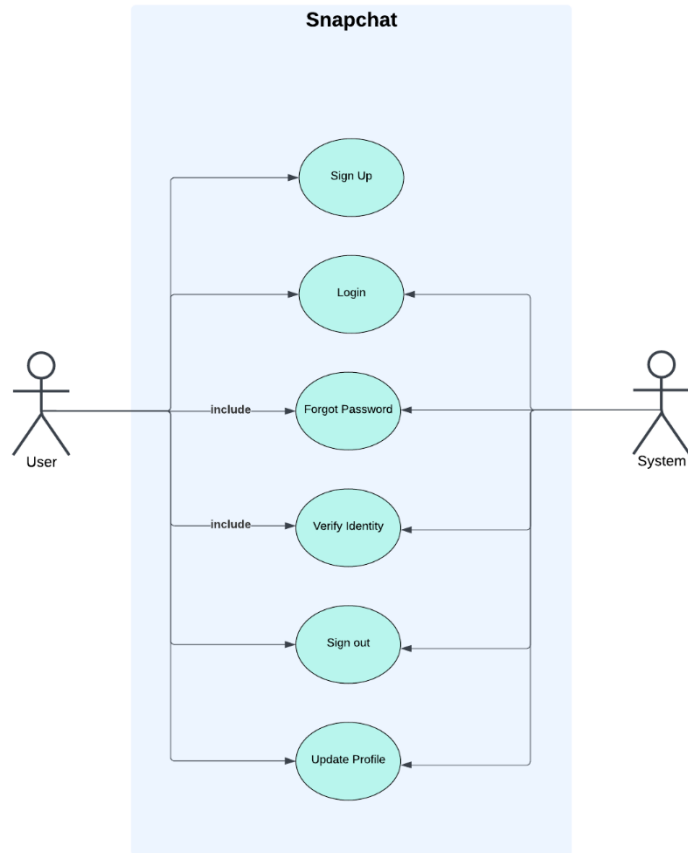 Snapchat
Sign Up
Login
include
Forgot Password
User
System
include
Verify Identity
Sign out
Update Profile